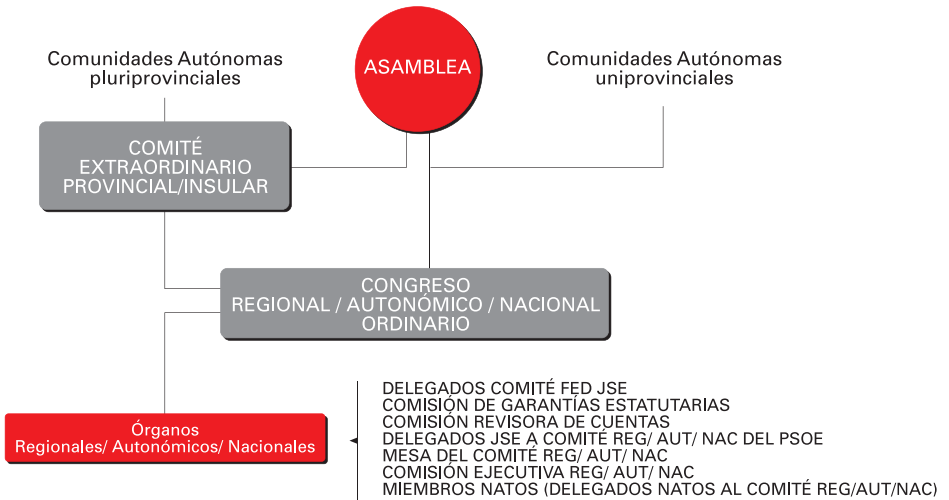 Comunidades Autónomas
pluriprovinciales
ASAMBLEA
Comunidades Autónomas
uniprovinciales
COMITÉ
EXTRAORDINARIO
PROVINCIAL/INSULAR
CONGRESO
REGIONAL / AUTONÓMICO / NACIONAL
ORDINARIO
Órganos
Regionales/ Autonómicos/ Nacionales
DELEGADOS COMITÉ FED JSE
COMISIÓN DE GARANTÍAS ESTATUTARIAS
COMISIÓN REVISORA DE CUENTAS
DELEGADOS JSE A COMITÉ REG/ AUT/ NAC DEL PSOE
MESA DEL COMITÉ REG/ AUT/ NAC
COMISIÓN EJECUTIVA REG/ AUT/ NAC
MIEMBROS NATOS (DELEGADOS NATOS AL COMITÉ REG/AUT/NAC)